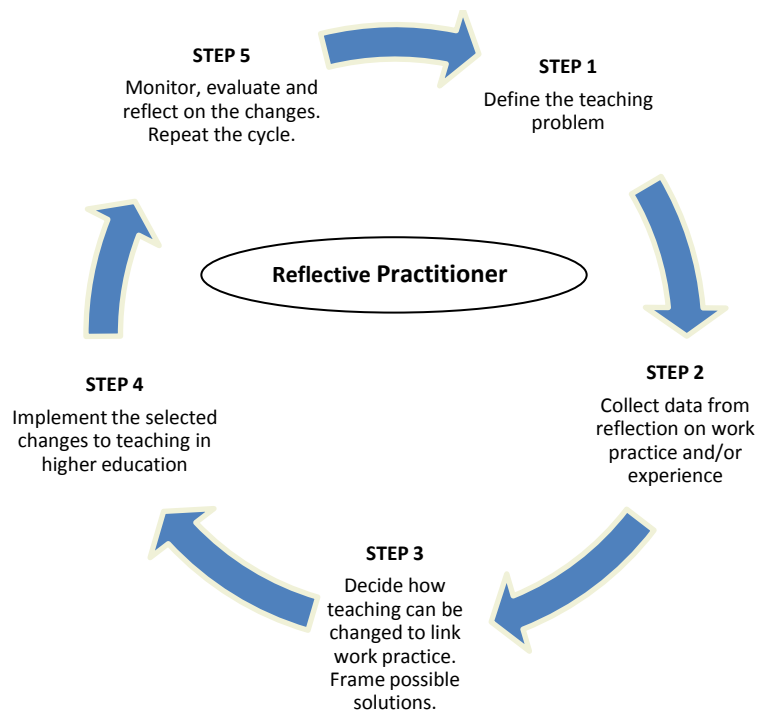 STEP 1
Define the teaching
problem
STEP 2
Collect data from
reflection on work
practice and/or
experience
STEP 3
Decide how
teaching can be
changed to link
work practice.
Frame possible
solutions.
STEP 4
Implement the selected
changes to teaching in
higher education
STEP 5
Monitor, evaluate and
reflect on the changes.
Repeat the cycle.
Reflective Practitioner